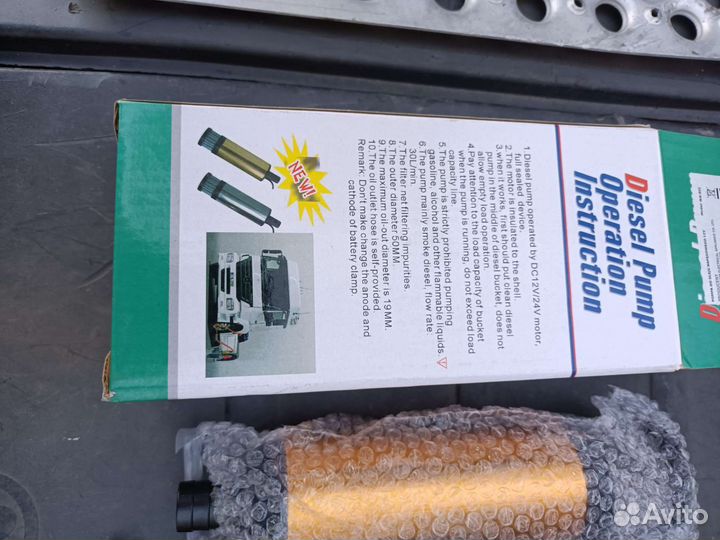 Diesel Pump
Operation
Instruction
1.Diesel pump operated by DC12V/24V motor,
full sealed device.
2.The motor is insulated to the shell.
3.when it works, first should put clean diesel
pump in the middle of diesel bucket, does not
allow empty load operation.
4.Pay attention to the load capacity of bucket
when the pump is running, do not exceed load
capacity line.
5.The pump is strictly prohibited pumping
gasoline, alcohol and other flammable liquids.
6.The pump mainly smoke diesel, flow rate
30L/min.
7.The filter net filtering impurities.
8.The outer diameter 50MM.
9.The maximum oil-out diameter is 19MM.
10.The oil outlet hose is self-provided
Remark: Don't make change the anode and
cathode of battery clamp.
NEW!
Avito